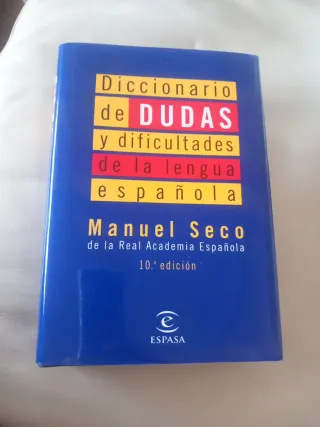 Diccionario
de DUDAS
y dificultades
de la lengua
española
Manuel Seco
de la Real Academia Española
10.ª edición
e
ESPASA